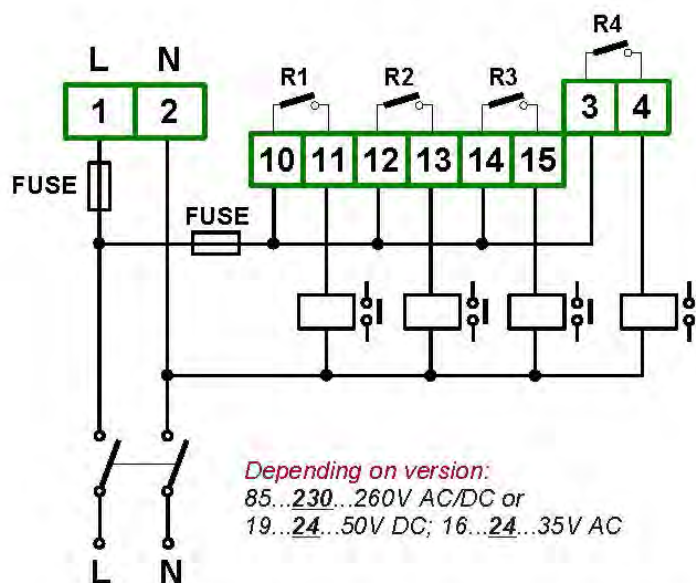 R4
L N
R1 R2 R3
1 2
3 4
10 11 12 13 14 15
FUSE
FUSE
Depending on version:
85...230...260V AC/DC or
19...24...50V DC; 16...24...35V AC
L N